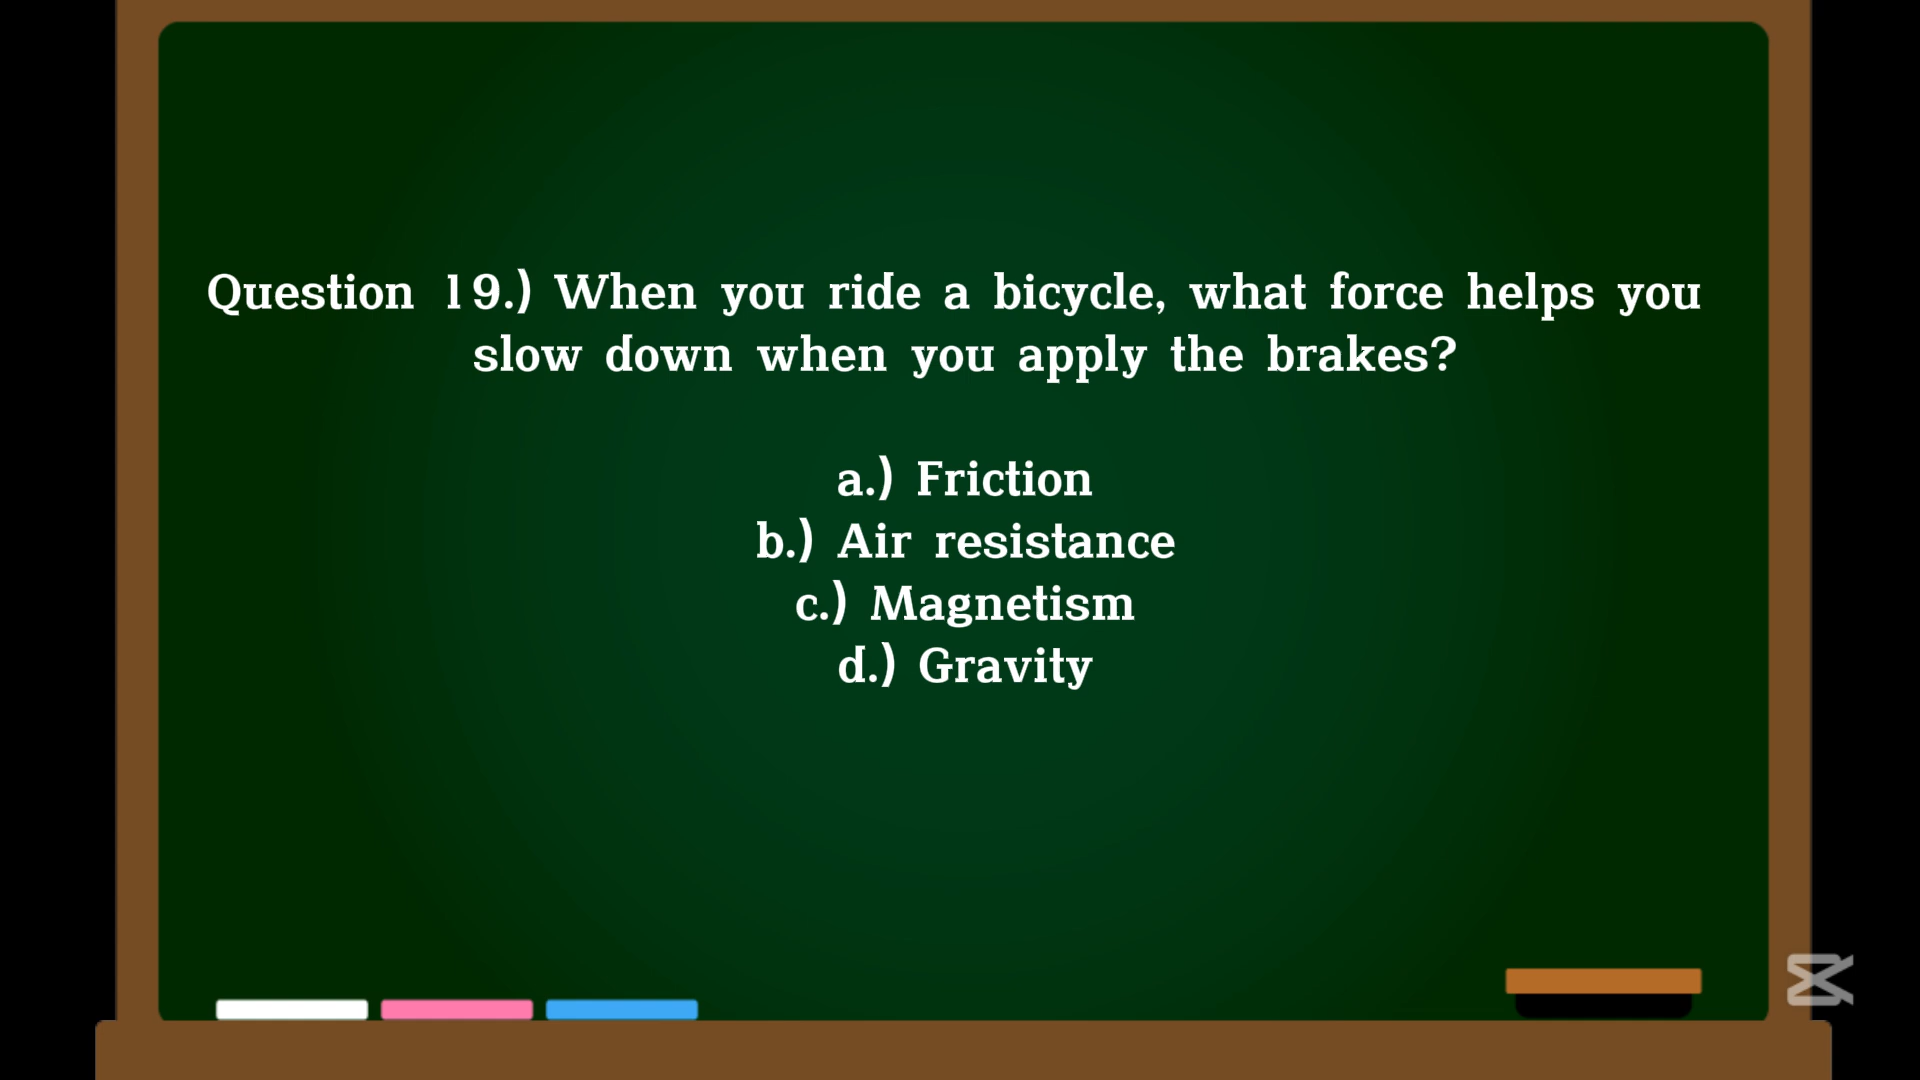 Question 19.) When you ride a bicycle, what force helps you
slow down when you apply the brakes?
a.) Friction
b.) Air resistance
c.) Magnetism
d.) Gravity